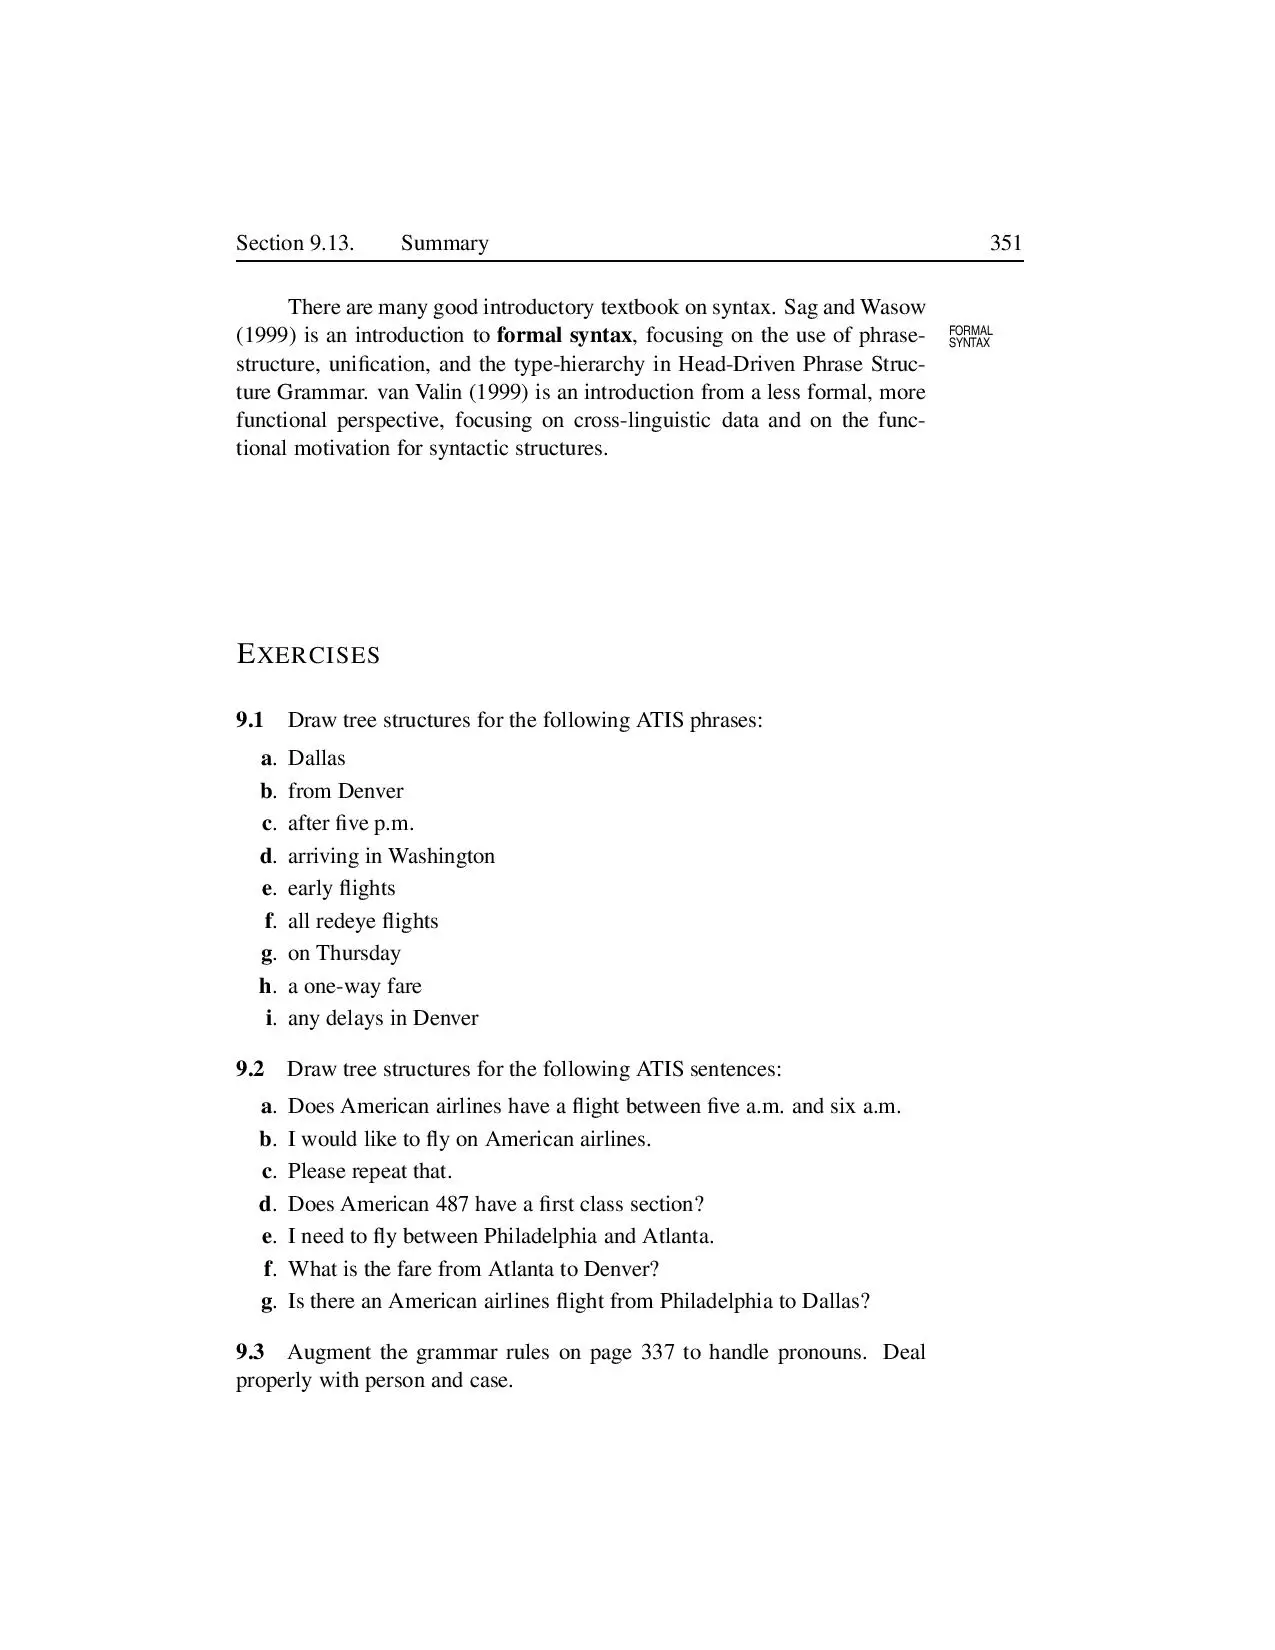 Section 9.13. Summary 351
There are many good introductory textbook on syntax. Sag and Wasow
(1999) is an introduction to formal syntax, focusing on the use of phrase-
FORMAL
SYNTAX
structure, unification, and the type-hierarchy in Head-Driven Phrase Struc-
ture Grammar. van Valin (1999) is an introduction from a less formal, more
functional perspective, focusing on cross-linguistic data and on the func-
tional motivation for syntactic structures.
EXERCISES
9.1 Draw tree structures for the following ATIS phrases:
a. Dallas
b. from Denver
c. after five p.m.
d. arriving in Washington
e. early flights
f. all redeye flights
g. on Thursday
h. a one-way fare
i. any delays in Denver
9.2 Draw tree structures for the following ATIS sentences:
a. Does American airlines have a flight between five a.m. and six a.m.
b. I would like to fly on American airlines.
c. Please repeat that.
d. Does American 487 have a first class section?
e. I need to fly between Philadelphia and Atlanta.
f. What is the fare from Atlanta to Denver?
g. Is there an American airlines flight from Philadelphia to Dallas?
9.3 Augment the grammar rules on page 337 to handle pronouns. Deal
properly with person and case.